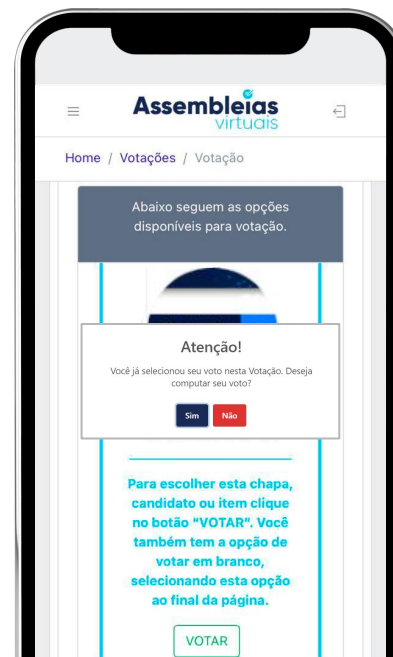 Assembleias
virtuais
Home / Votações / Votação
Abaixo seguem as opções
disponíveis para votação.
Atenção!
Você já selecionou seu voto nesta Votação. Deseja
computar seu voto?
Sim Não
Para escolher esta chapa,
candidato ou item clique
no botão “VOTAR”. Você
também tem a opção de
votar em branco,
selecionando esta opção
ao final da página.
VOTAR